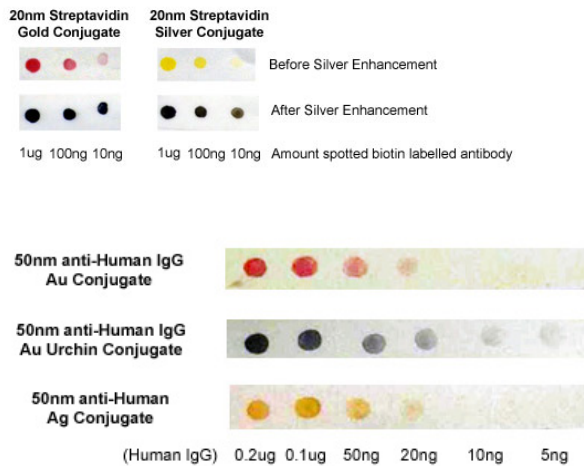 20nm Streptavidin
Gold Conjugate
20nm Streptavidin
Silver Conjugate
Before Silver Enhancement
After Silver Enhancement
1ug 100ng 10ng
1ug 100ng 10ng
Amount spotted biotin labelled antibody
50nm anti-Human IgG
Au Conjugate
50nm anti-Human IgG
Au Urchin Conjugate
50nm anti-Human
Ag Conjugate
(Human IgG) 0.2ug 0.1ug 50ng 20ng 10ng 5ng